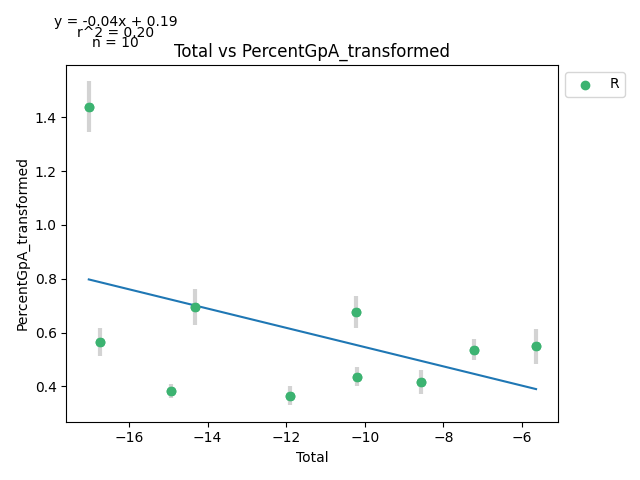 y = -0.04x + 0.19
r^2 = 0.20
n = 10
Total vs PercentGpA_transformed
R
PercentGpA_transformed
1.4
1.2
1.0
0.8
0.6
0.4
−16 −14 −12 −10 −8 −6
Total